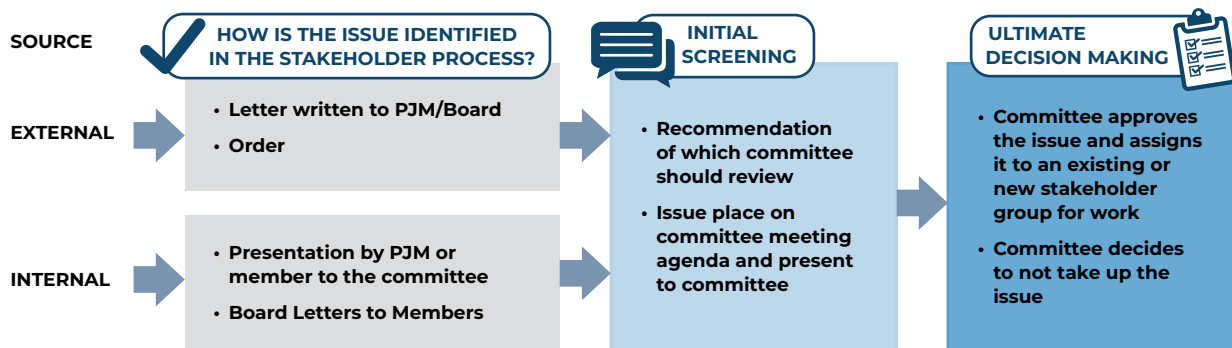 SOURCE
HOW IS THE ISSUE IDENTIFIED
IN THE STAKEHOLDER PROCESS?
INITIAL
SCREENING
ULTIMATE
DECISION MAKING
EXTERNAL
• Letter written to PJM/Board
• Order
INTERNAL
• Presentation by PJM or
member to the committee
• Board Letters to Members
• Recommendation
of which committee
should review
• Issue place on
committee meeting
agenda and present
to committee
• Committee approves
the issue and assigns
it to an existing or
new stakeholder
group for work
• Committee decides
to not take up the
issue